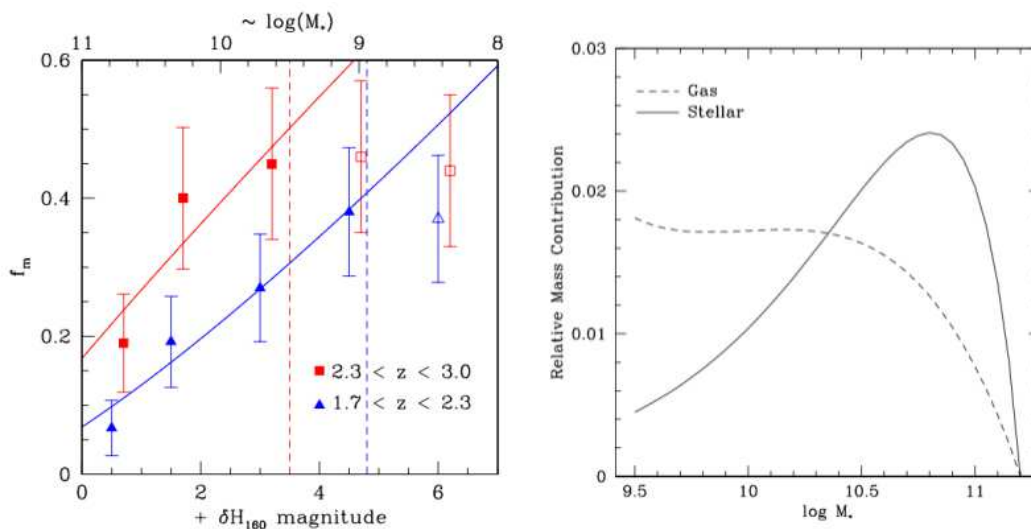 ~ log(M*)
11 10 9 8
0.6
0.4
f_m
0.2
0
2.3 < z < 3.0
1.7 < z < 2.3
0 2 4 6
+ δH₁₆₀ magnitude
0.03
Gas
Stellar
0.02
Relative Mass Contribution
0.01
0
9.5 10 10.5 11
log M*